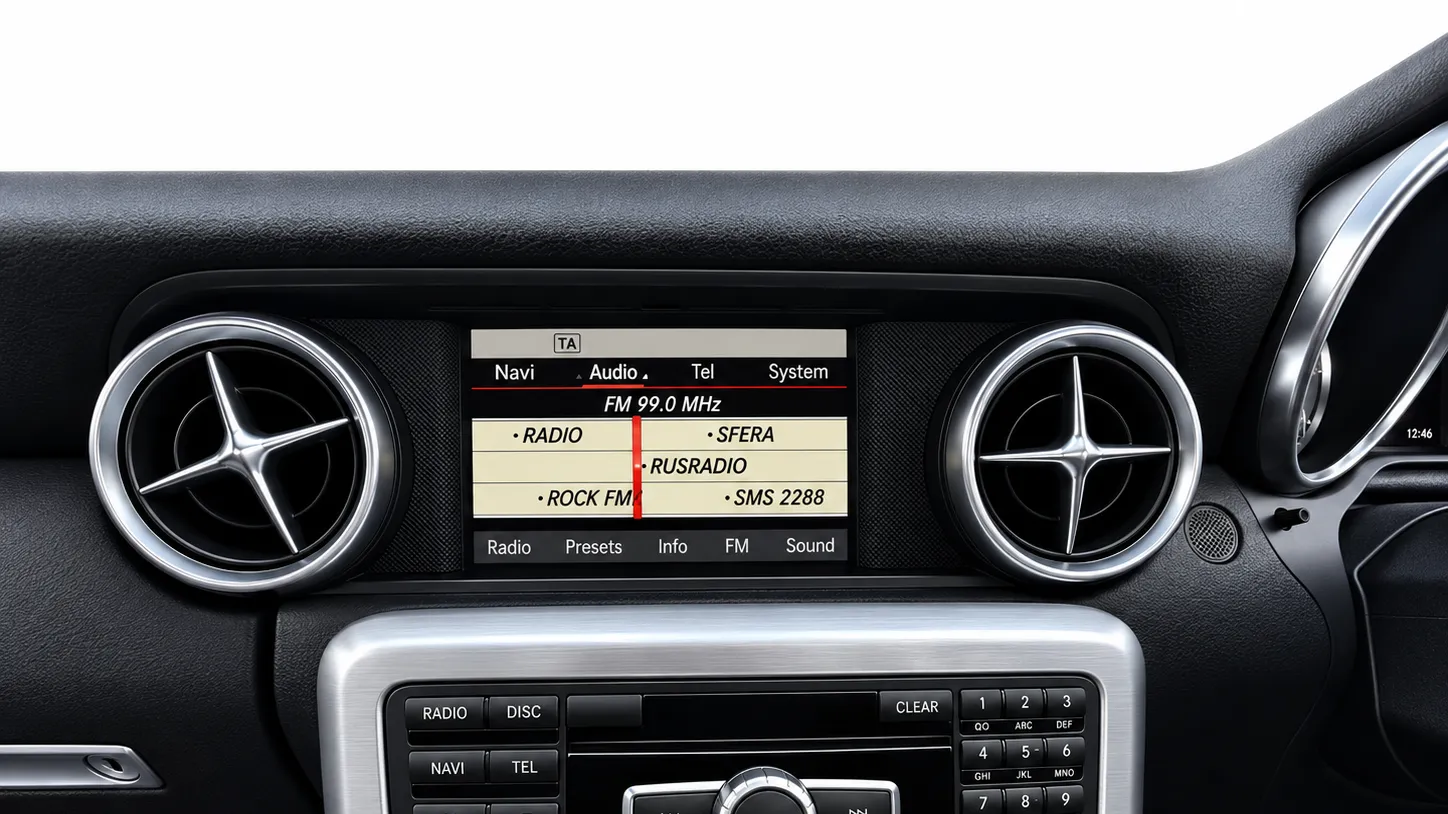 TA
Navi Audio Tel System
FM 99.0 MHz
•RADIO •SFERA
•RUSRADIO
•ROCK FM •SMS 2288
Radio Presets Info FM Sound
12:46
RADIO DISC CLEAR 1 2 3
QO ARC DEF
NAVI TEL 4 5 6
GHI JKL MNO
7 8 9